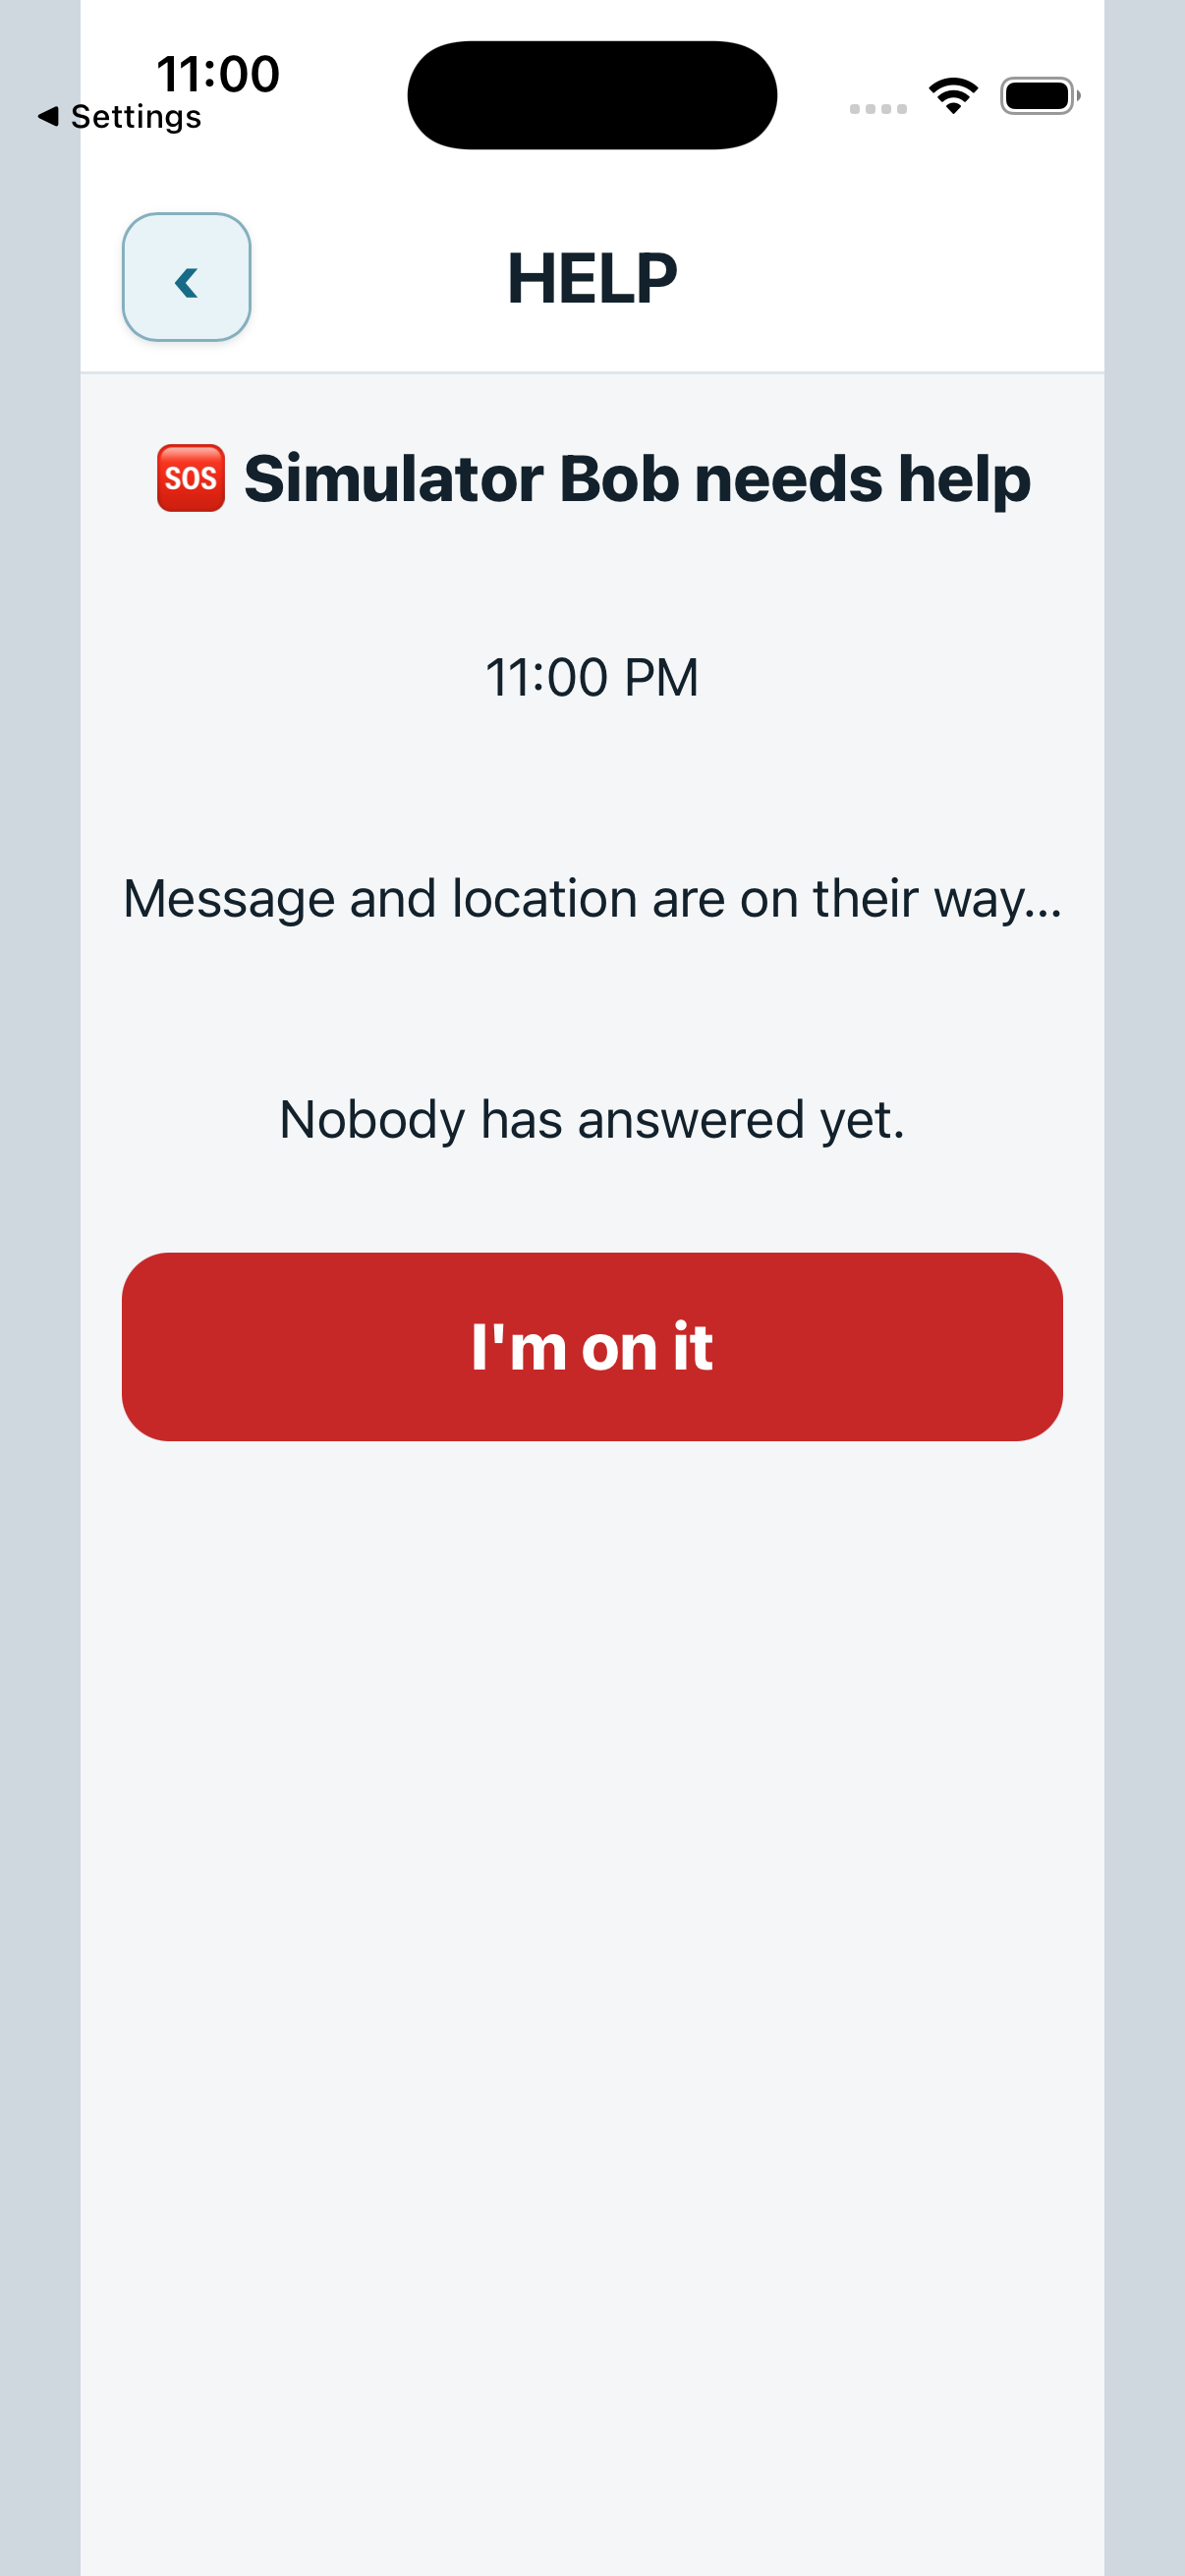 11:00
◀ Settings
‹
HELP
🆘 Simulator Bob needs help
11:00 PM
Message and location are on their way...
Nobody has answered yet.
I'm on it